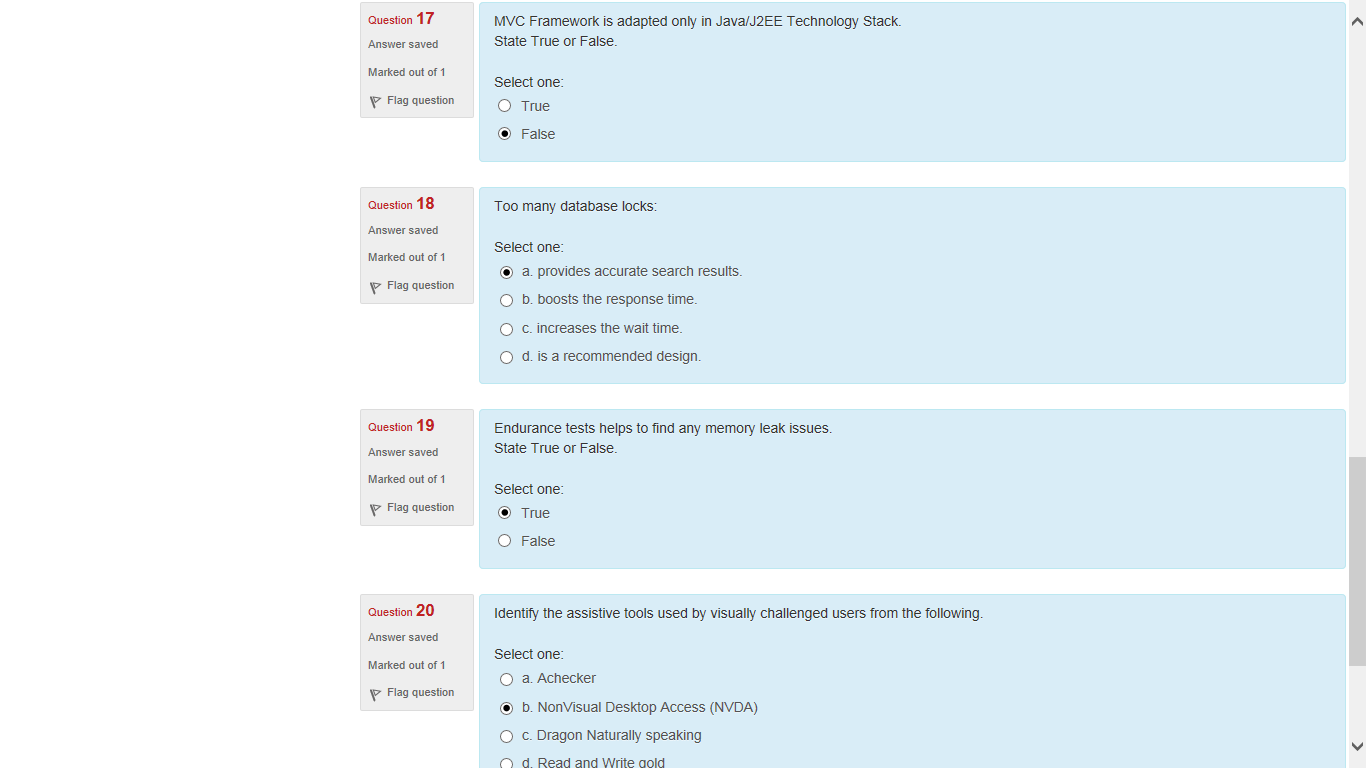 Question 17
Answer saved
Marked out of 1
Flag question
MVC Framework is adapted only in Java/J2EE Technology Stack.
State True or False.
Select one:
True
False
Question 18
Answer saved
Marked out of 1
Flag question
Too many database locks:
Select one:
a. provides accurate search results.
b. boosts the response time.
c. increases the wait time.
d. is a recommended design.
Question 19
Answer saved
Marked out of 1
Flag question
Endurance tests helps to find any memory leak issues.
State True or False.
Select one:
True
False
Question 20
Answer saved
Marked out of 1
Flag question
Identify the assistive tools used by visually challenged users from the following.
Select one:
a. Achecker
b. NonVisual Desktop Access (NVDA)
c. Dragon Naturally speaking
d. Read and Write gold